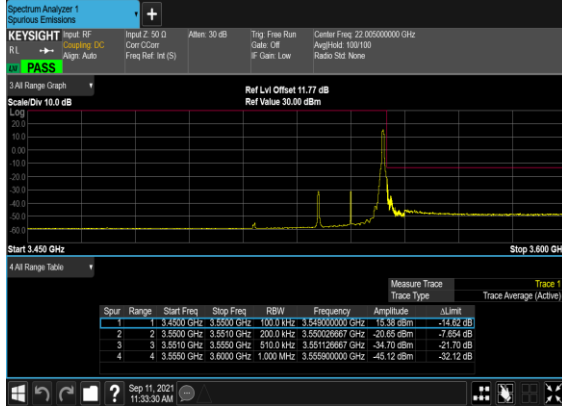 Spectrum Analyzer 1
Spurious Emissions
+
KEYSIGHT Input: RF Input Z: 50 Ω Atten: 30 dB Trig: Free Run Center Freq: 22.005000000 GHz
RL Coupling: DC Corr CCorr Gate: Off Avg|Hold: 100/100
Align: Auto Freq Ref: Int (S) IF Gain: Low Radio Std: None
PASS
3 All Range Graph
Ref Lvl Offset 11.77 dB
Scale/Div 10.0 dB Ref Value 30.00 dBm
Log
20.0
10.0
0.00
-10.0
-20.0
-30.0
-40.0
-50.0
-60.0
Start 3.450 GHz Stop 3.600 GH
4 All Range Table
Measure Trace Trace 1
Trace Type Trace Average (Active)
Spur Range Start Freq Stop Freq RBW Frequency Amplitude ΔLimit
1 1 3.4500 GHz 3.5500 GHz 100.0 kHz 3.549000000 GHz 15.38 dBm -14.62 dB
2 2 3.5500 GHz 3.5510 GHz 200.0 kHz 3.550026667 GHz -20.65 dBm -7.654 dB
3 3 3.5510 GHz 3.5550 GHz 510.0 kHz 3.551126667 GHz -34.70 dBm -21.70 dB
4 4 3.5550 GHz 3.6000 GHz 1.000 MHz 3.555900000 GHz -45.12 dBm -32.12 dB
?
Sep 11, 2021
11:33:30 AM